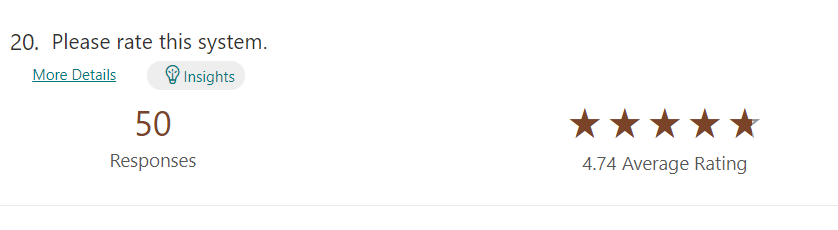 20. Please rate this system.
More Details
Insights
50
Responses
4.74 Average Rating